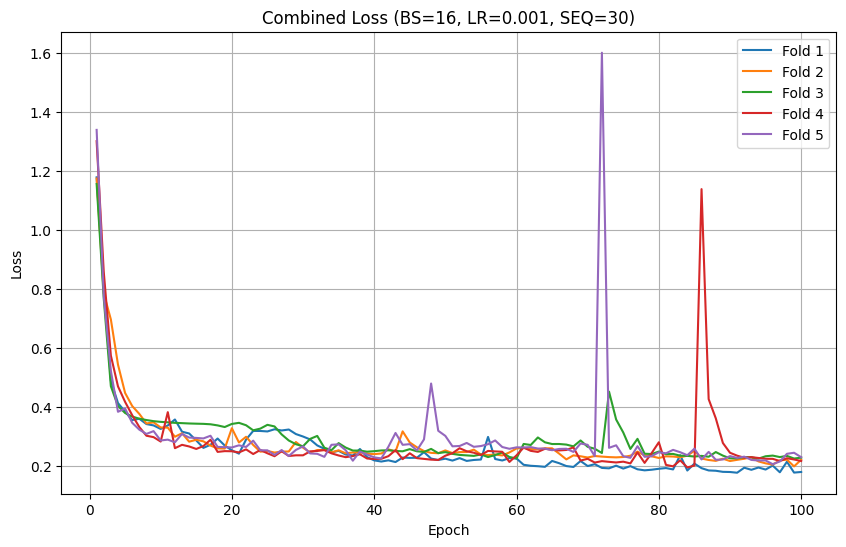 Combined Loss (BS=16, LR=0.001, SEQ=30)
Fold 1
Fold 2
Fold 3
Fold 4
Fold 5
Loss
1.6
1.4
1.2
1.0
0.8
0.6
0.4
0.2
0
20
40
60
80
100
Epoch